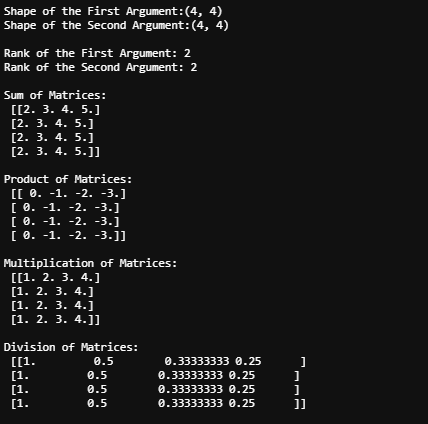 Shape of the First Argument:(4, 4)
Shape of the Second Argument:(4, 4)
Rank of the First Argument: 2
Rank of the Second Argument: 2
Sum of Matrices:
[[2. 3. 4. 5.]
[2. 3. 4. 5.]
[2. 3. 4. 5.]
[2. 3. 4. 5.]]
Product of Matrices:
[[ 0. -1. -2. -3.]
[ 0. -1. -2. -3.]
[ 0. -1. -2. -3.]
[ 0. -1. -2. -3.]]
Multiplication of Matrices:
[[1. 2. 3. 4.]
[1. 2. 3. 4.]
[1. 2. 3. 4.]
[1. 2. 3. 4.]]
Division of Matrices:
[[1. 0.5 0.33333333 0.25 ]
[1. 0.5 0.33333333 0.25 ]
[1. 0.5 0.33333333 0.25 ]
[1. 0.5 0.33333333 0.25 ]]